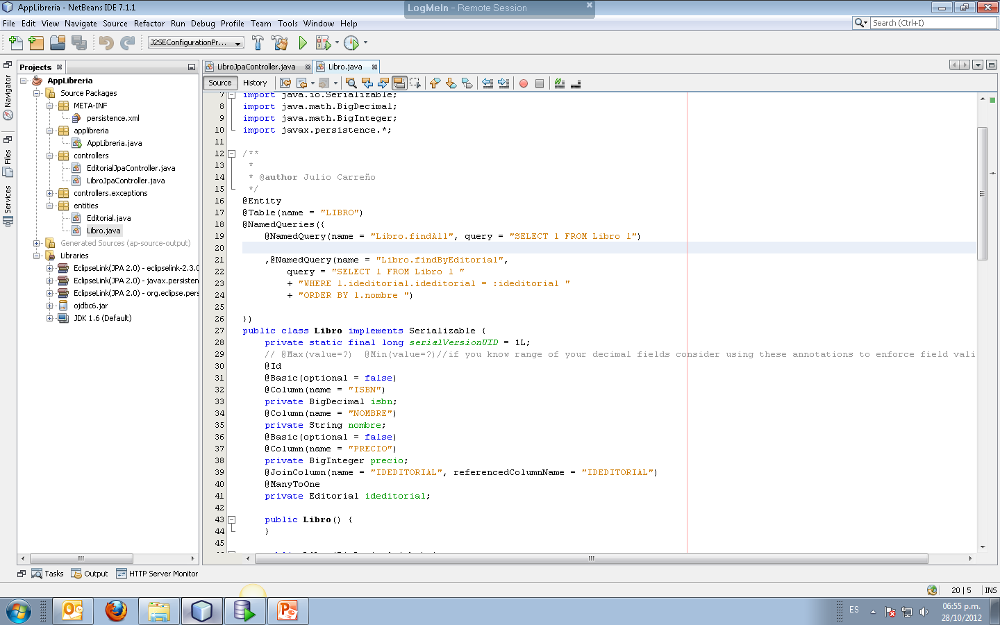 AppLibreria - NetBeans IDE 7.1.1
LogMeIn - Remote Session
File Edit View Navigate Source Refactor Run Debug Profile Team Tools Window Help
Search (Ctrl+I)
J2SEConfigurationPr...
Projects
LibroJpaController.java
Libro.java
Source History
Navigator
Files
Services
AppLibreria
Source Packages
META-INF
persistence.xml
applibreria
AppLibreria.java
controllers
EditorialJpaController.java
LibroJpaController.java
controllers.exceptions
entities
Editorial.java
Libro.java
Generated Sources (ap-source-output)
Libraries
EclipseLink(JPA 2.0) - eclipselink-2.3.0
EclipseLink(JPA 2.0) - javax.persisten
EclipseLink(JPA 2.0) - org.eclipse.pers
ojdbc6.jar
JDK 1.6 (Default)
7 import java.io.Serializable;
8 import java.math.BigDecimal;
9 import java.math.BigInteger;
10 import javax.persistence.*;
11
12 /**
13 *
14 * @author Julio Carreño
15 */
16 @Entity
17 @Table(name = "LIBRO")
18 @NamedQueries({
19 @NamedQuery(name = "Libro.findAll", query = "SELECT l FROM Libro l")
20
21 ,@NamedQuery(name = "Libro.findByEditorial",
22 query = "SELECT l FROM Libro l "
23 + "WHERE l.ideditorial.ideditorial = :ideditorial "
24 + "ORDER BY l.nombre ")
25
26 })
27 public class Libro implements Serializable {
28 private static final long serialVersionUID = 1L;
29 // @Max(value=?)  @Min(value=?)//if you know range of your decimal fields consider using these annotations to enforce field vali
30 @Id
31 @Basic(optional = false)
32 @Column(name = "ISBN")
33 private BigDecimal isbn;
34 @Column(name = "NOMBRE")
35 private String nombre;
36 @Basic(optional = false)
37 @Column(name = "PRECIO")
38 private BigInteger precio;
39 @JoinColumn(name = "IDEDITORIAL", referencedColumnName = "IDEDITORIAL")
40 @ManyToOne
41 private Editorial ideditorial;
42
43 public Libro() {
44 }
45
Tasks Output HTTP Server Monitor
20 | 5 INS
ES
06:55 p.m.
28/10/2012